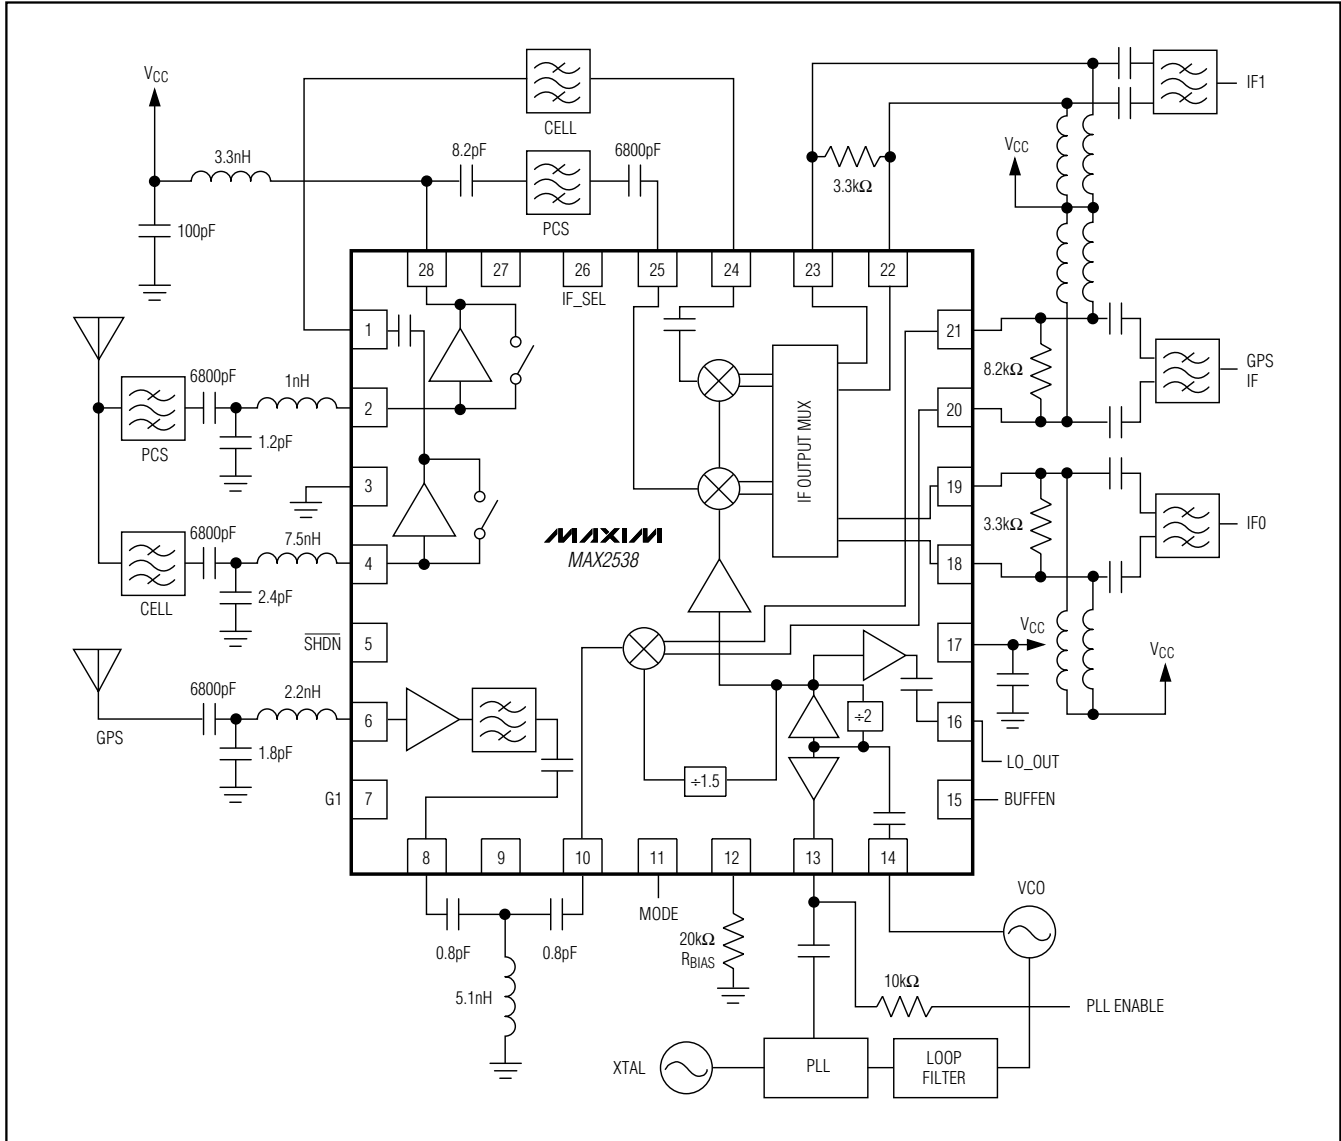 VCC
CELL
IF1
3.3nH
8.2pF
6800pF
VCC
3.3kΩ
100pF
PCS
28
27
26
25
24
23
22
IF_SEL
1
21
6800pF
1nH
8.2kΩ
GPS
IF
2
20
PCS
1.2pF
IF OUTPUT MUX
3
19
6800pF
7.5nH
MAXIM
MAX2538
3.3kΩ
IF0
4
18
CELL
2.4pF
SHDN
5
17
VCC
VCC
6800pF
2.2nH
6
÷2
16
GPS
1.8pF
LO_OUT
÷1.5
G1
7
15
BUFFEN
8
9
10
11
12
13
14
MODE
VCO
0.8pF
0.8pF
20kΩ
RBIAS
5.1nH
10kΩ
PLL ENABLE
XTAL
PLL
LOOP
FILTER